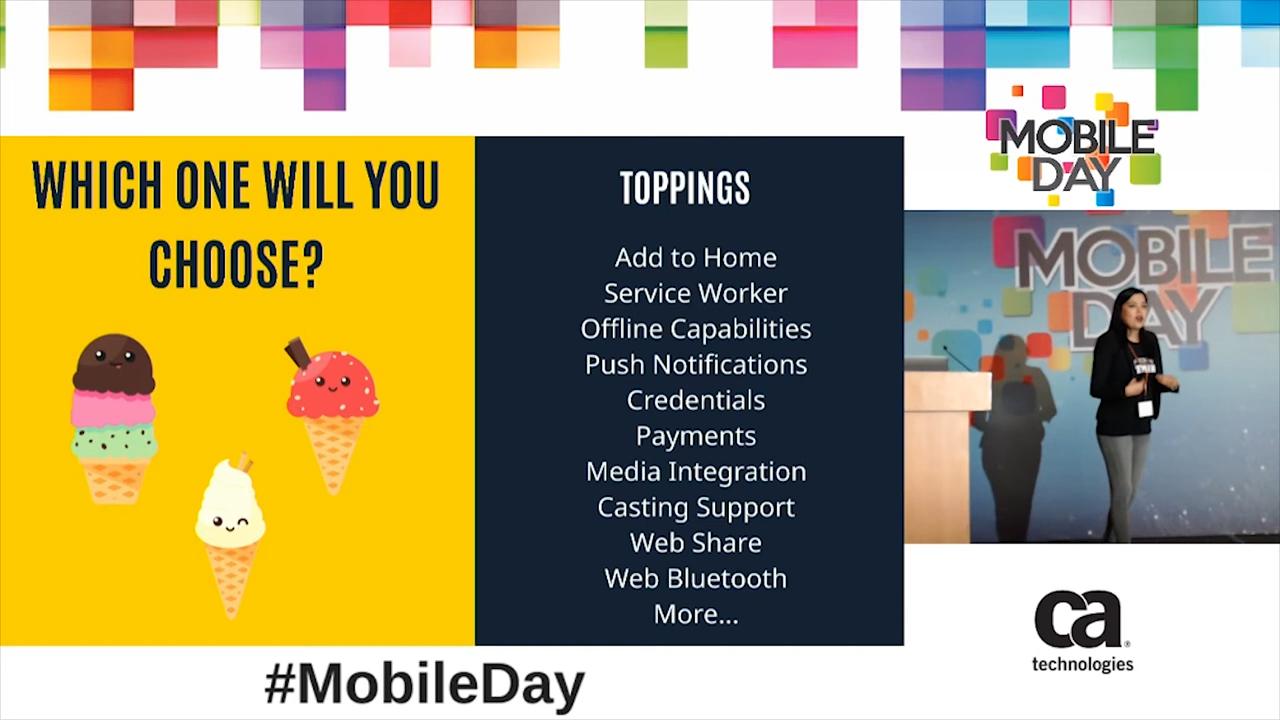 WHICH ONE WILL YOU
CHOOSE?
TOPPINGS
Add to Home
Service Worker
Offline Capabilities
Push Notifications
Credentials
Payments
Media Integration
Casting Support
Web Share
Web Bluetooth
More...
MOBILE
DAY
MOBILE
DAY
ca
technologies
#MobileDay